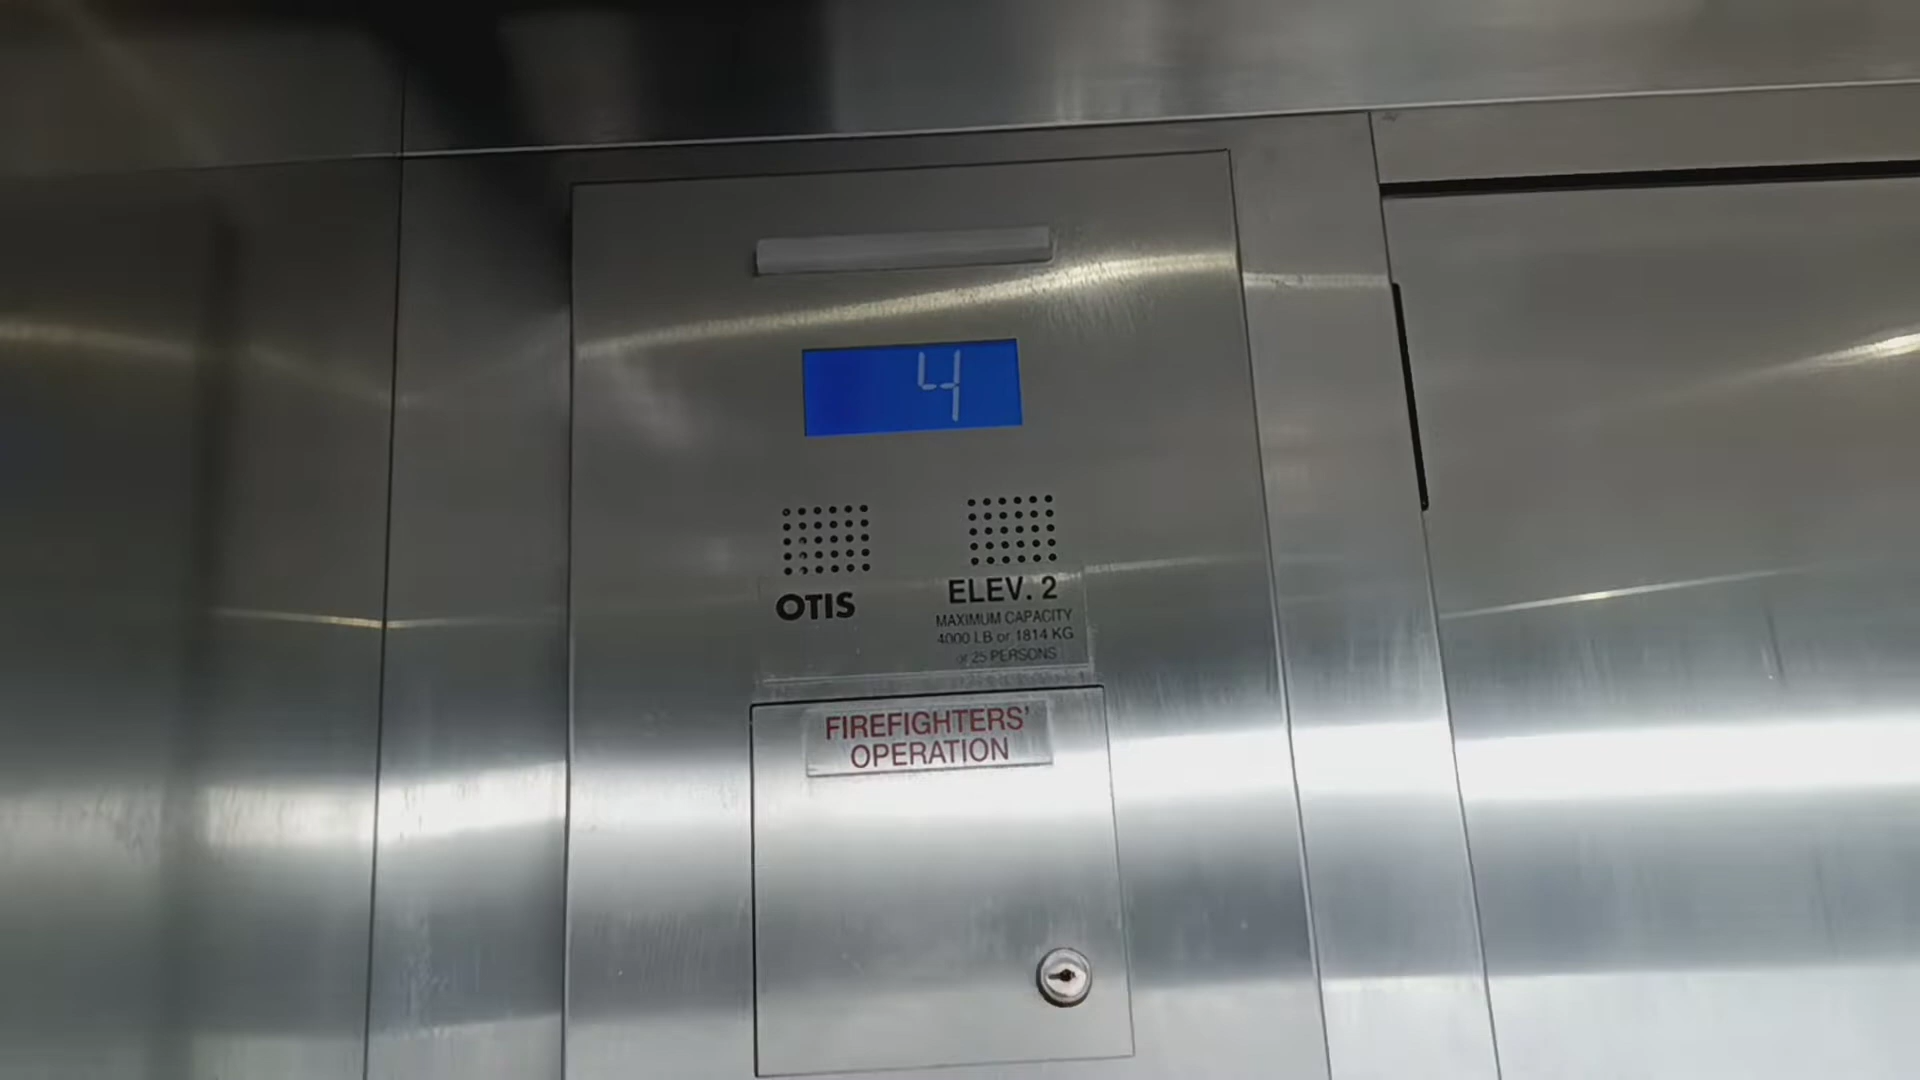 4
OTIS
ELEV. 2
MAXIMUM CAPACITY
4000 LB or 1814 KG
or 25 PERSONS
FIREFIGHTERS'
OPERATION